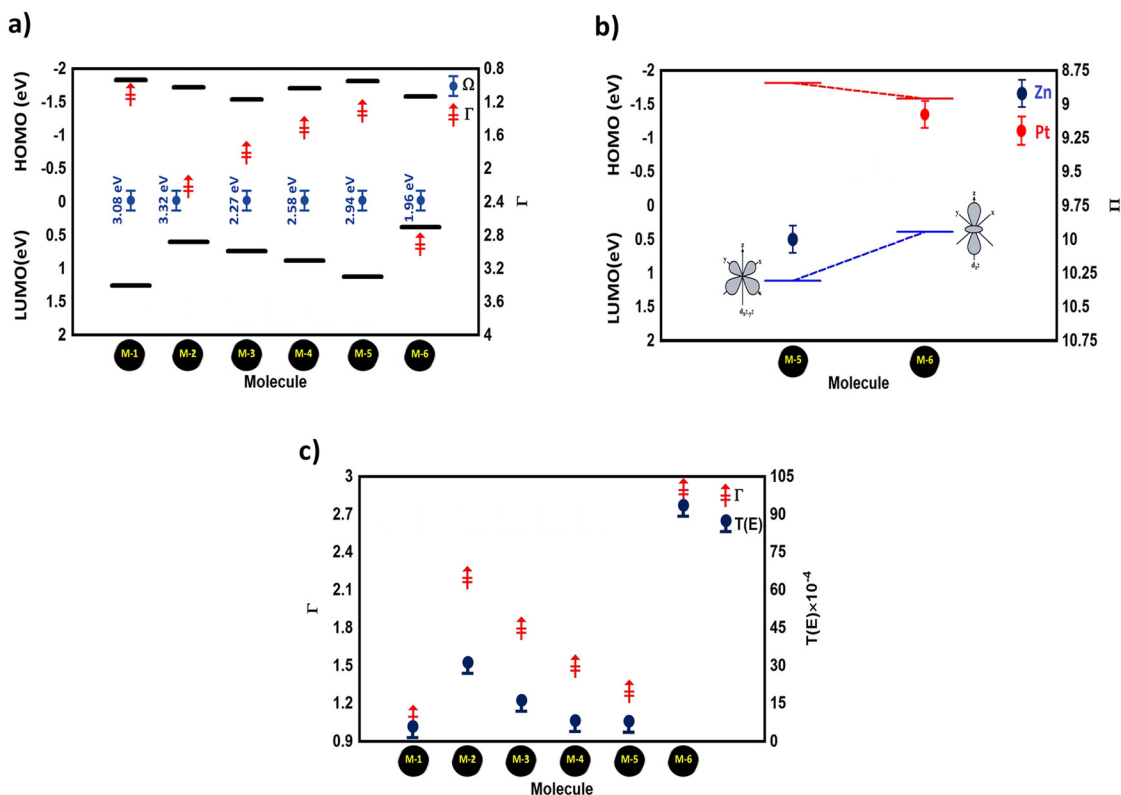 a)
HOMO (eV)
LUMO(eV)
-2
-1.5
-1
-0.5
0
0.5
1
1.5
2
3.08 eV
3.32 eV
2.27 eV
2.58 eV
2.94 eV
1.96 eV
Ω
Γ
0.8
1.2
1.6
2
2.4
2.8
3.2
3.6
4
Γ
M-1 M-2 M-3 M-4 M-5 M-6
Molecule
b)
HOMO (eV)
LUMO(eV)
-2
-1.5
-1
-0.5
0
0.5
1
1.5
2
Zn
Pt
z
y x
d x²-y²
z
y x
d z²
8.75
9
9.25
9.5
9.75
10
10.25
10.5
10.75
Π
M-5 M-6
Molecule
c)
Γ
3
2.7
2.4
2.1
1.8
1.5
1.2
0.9
Γ
T(E)
105
90
75
60
45
30
15
0
T(E)×10⁻⁴
M-1 M-2 M-3 M-4 M-5 M-6
Molecule